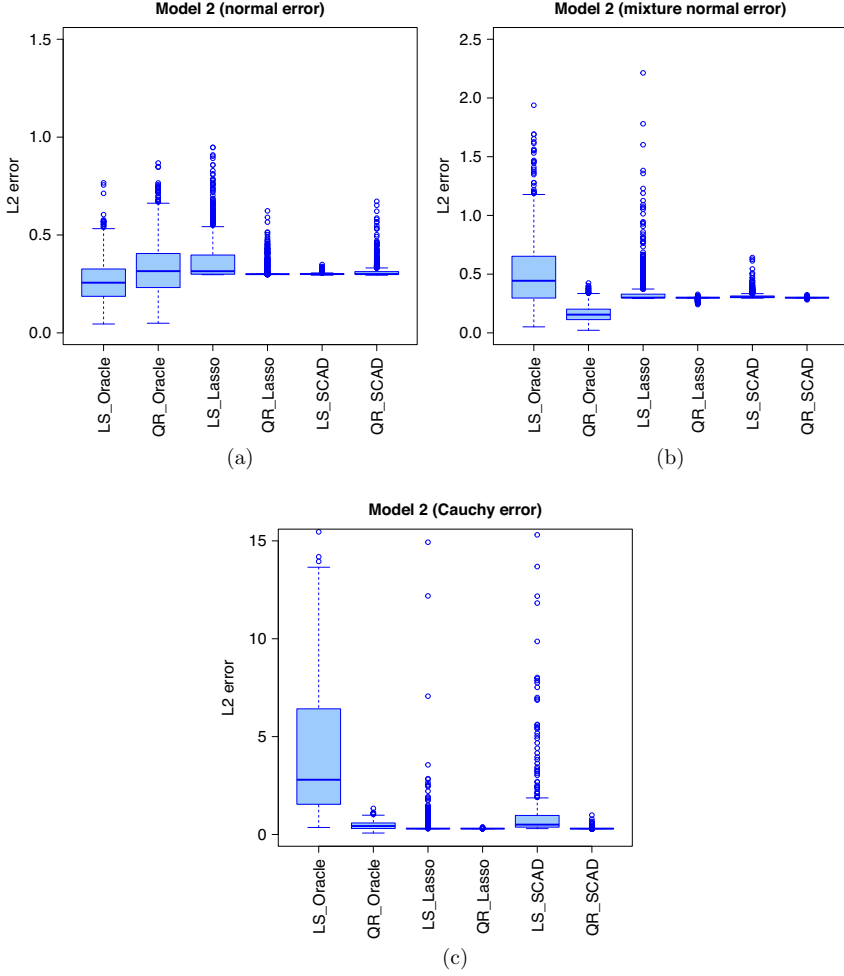 Model 2 (normal error)
1.5
1.0
0.5
0.0
L2 error
LS_Oracle
QR_Oracle
LS_Lasso
QR_Lasso
LS_SCAD
QR_SCAD
(a)
Model 2 (mixture normal error)
2.5
2.0
1.5
1.0
0.5
0.0
L2 error
LS_Oracle
QR_Oracle
LS_Lasso
QR_Lasso
LS_SCAD
QR_SCAD
(b)
Model 2 (Cauchy error)
15
10
5
0
L2 error
LS_Oracle
QR_Oracle
LS_Lasso
QR_Lasso
LS_SCAD
QR_SCAD
(c)